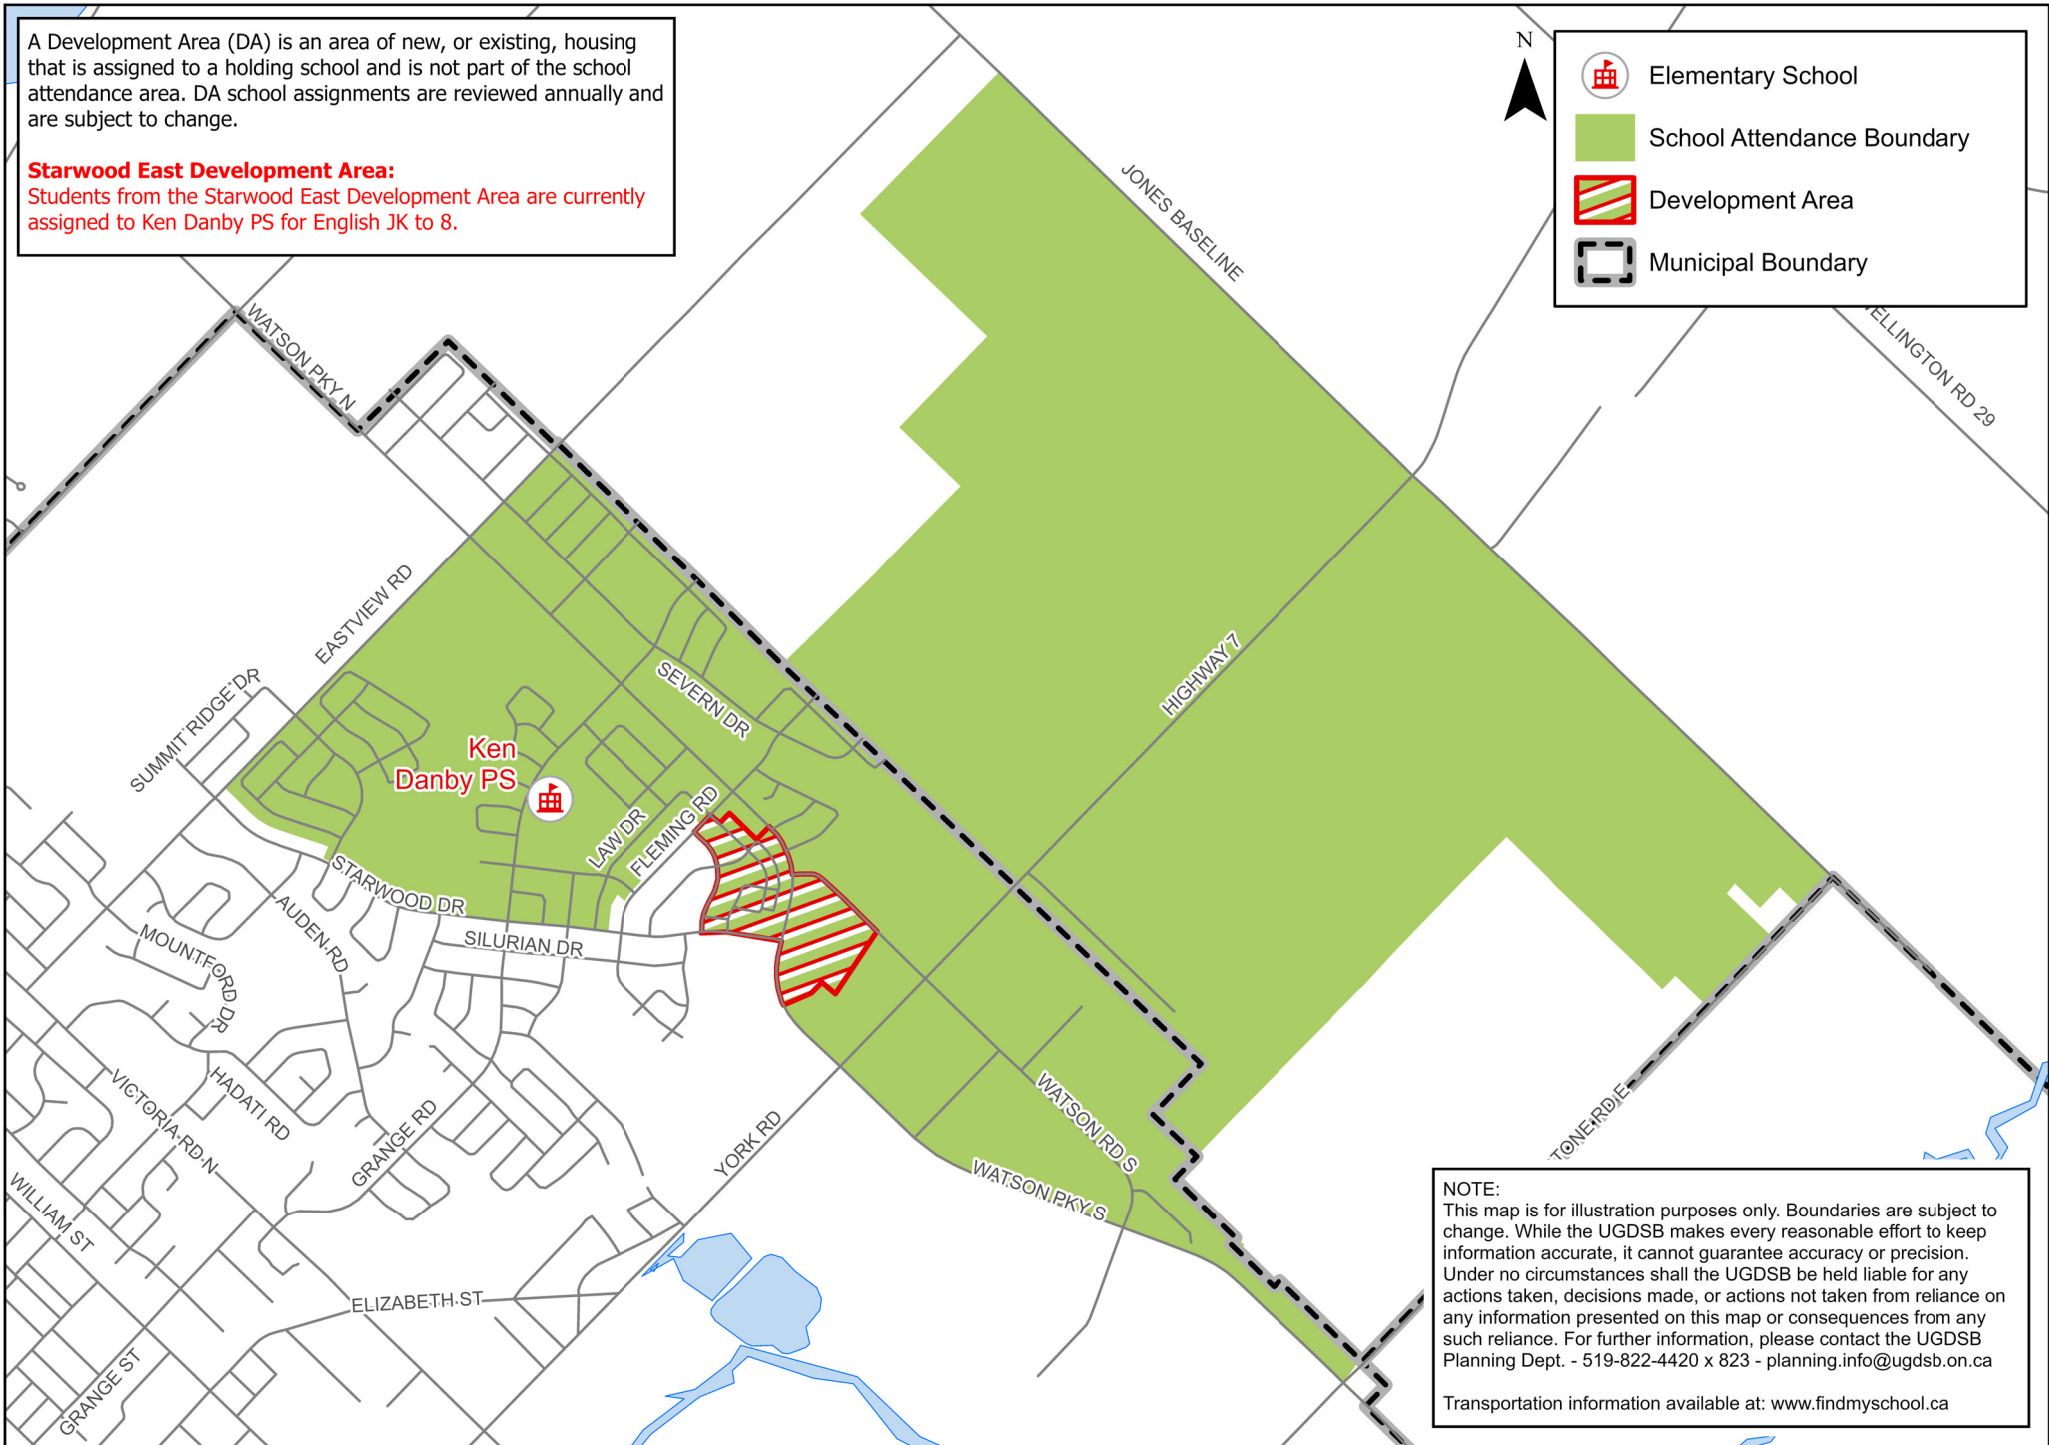 A Development Area (DA) is an area of new, or existing, housing
that is assigned to a holding school and is not part of the school
attendance area. DA school assignments are reviewed annually and
are subject to change.
Starwood East Development Area:
Students from the Starwood East Development Area are currently
assigned to Ken Danby PS for English JK to 8.
N
Elementary School
School Attendance Boundary
Development Area
Municipal Boundary
JONES BASELINE
WELLINGTON RD 29
WATSON PKY N
EASTVIEW RD
SUMMIT RIDGE DR
SEVERN DR
HIGHWAY 7
Ken
Danby PS
LAW DR
FLEMING RD
STARWOOD DR
AUDEN RD
SILURIAN DR
MOUNTFORD DR
HADATI RD
VICTORIA RD N
GRANGE RD
WILLIAM ST
YORK RD
WATSON RD S
WATSON PKY S
TONE RD E
ELIZABETH ST
GRANGE ST
NOTE:
This map is for illustration purposes only. Boundaries are subject to
change. While the UGDSB makes every reasonable effort to keep
information accurate, it cannot guarantee accuracy or precision.
Under no circumstances shall the UGDSB be held liable for any
actions taken, decisions made, or actions not taken from reliance on
any information presented on this map or consequences from any
such reliance. For further information, please contact the UGDSB
Planning Dept. - 519-822-4420 x 823 - planning.info@ugdsb.on.ca
Transportation information available at: www.findmyschool.ca